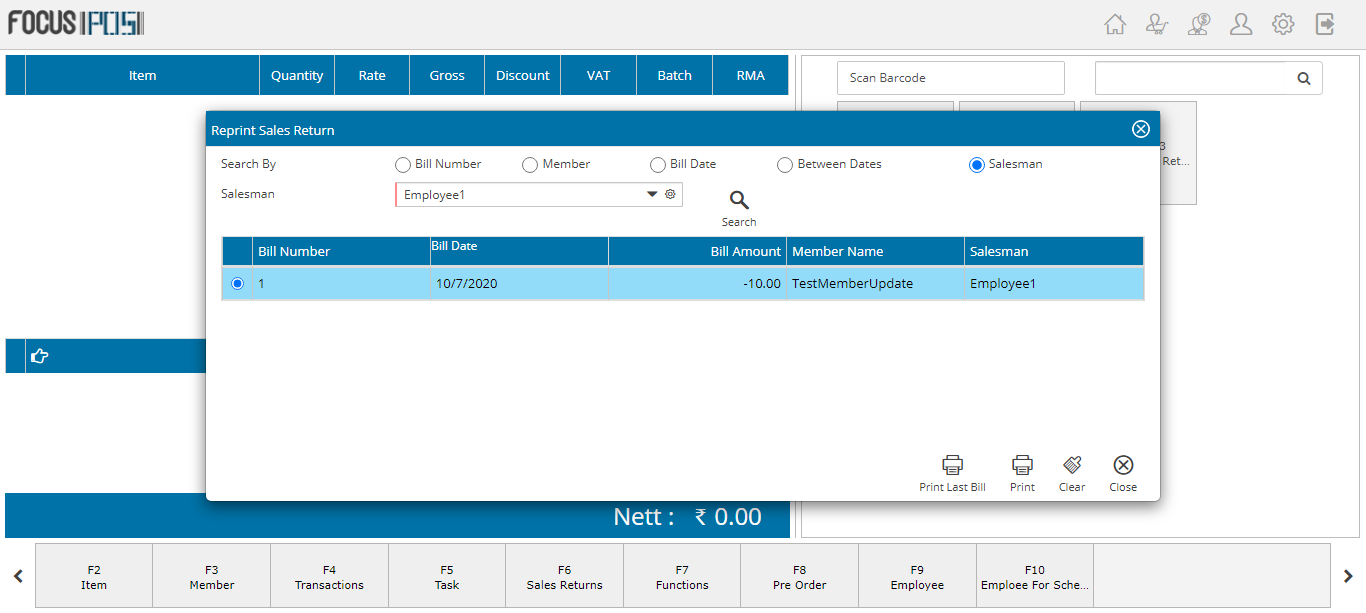 FOCUS POS
Item Quantity Rate Gross Discount VAT Batch RMA
Scan Barcode
Reprint Sales Return
3
Ret...
Search By Bill Number Member Bill Date Between Dates Salesman
Salesman Employee1
Search
Bill Number Bill Date Bill Amount Member Name Salesman
1 10/7/2020 -10.00 TestMemberUpdate Employee1
Print Last Bill Print Clear Close
Nett : ₹ 0.00
F2 F3 F4 F5 F6 F7 F8 F9 F10
Item Member Transactions Task Sales Returns Functions Pre Order Employee Emploee For Sche...